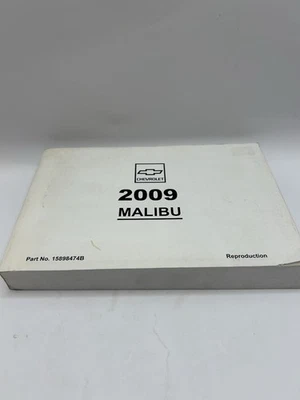 CHEVROLET
2009
MALIBU
Part No. 15898474B
Reproduction